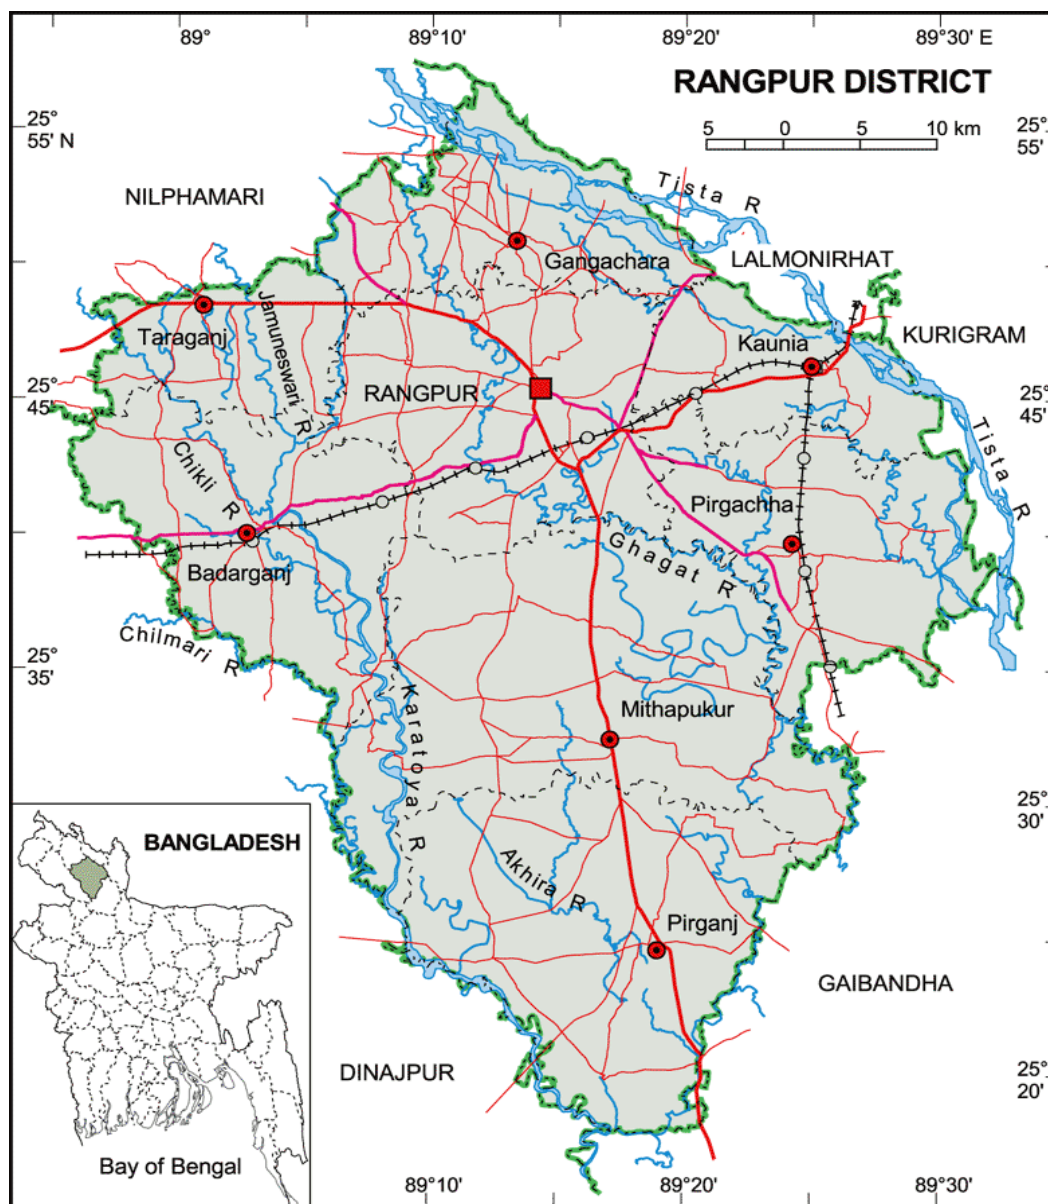 89° 89°10' 89°20' 89°30' E
RANGPUR DISTRICT
5 0 5 10 km
25°
55' N
25°
55'
NILPHAMARI
Tista R
Gangachara
LALMONIRHAT
Taraganj
Jamuneswari R
Kaunia
KURIGRAM
RANGPUR
25°
45'
25°
45'
Chikli R
Tista R
Pirgachha
Ghagat R
Badarganj
Chilmari R
25°
35'
Karatoya R
Mithapukur
25°
30'
BANGLADESH
Akhira R
Pirganj
GAIBANDHA
DINAJPUR
25°
20'
Bay of Bengal
89°10' 89°20' 89°30'